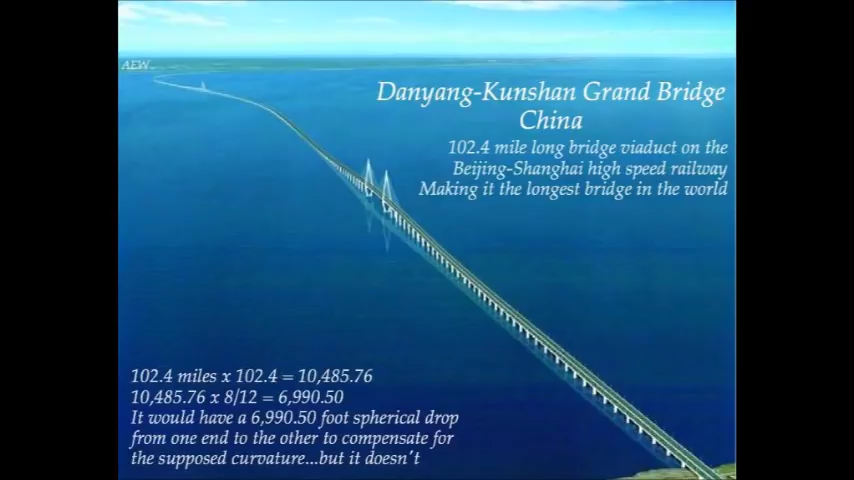 AEW
Danyang-Kunshan Grand Bridge
China
102.4 mile long bridge viaduct on the
Beijing-Shanghai high speed railway
Making it the longest bridge in the world
102.4 miles x 102.4 = 10,485.76
10,485.76 x 8/12 = 6,990.50
It would have a 6,990.50 foot spherical drop
from one end to the other to compensate for
the supposed curvature...but it doesn't